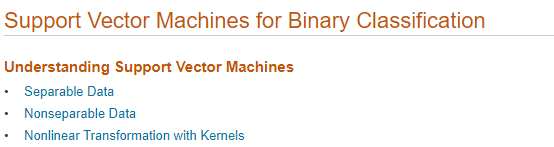 Support Vector Machines for Binary Classification
Understanding Support Vector Machines
• Separable Data
• Nonseparable Data
• Nonlinear Transformation with Kernels